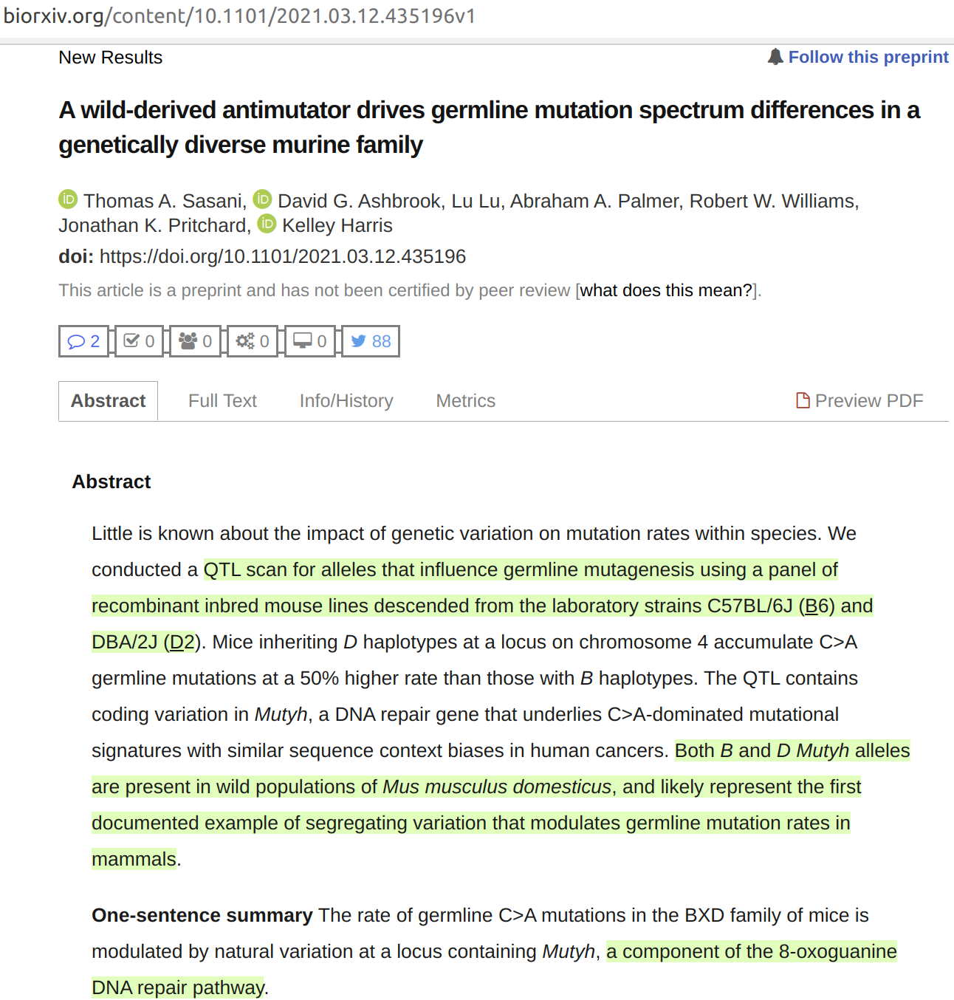 biorxiv.org/content/10.1101/2021.03.12.435196v1
New Results
Follow this preprint
A wild-derived antimutator drives germline mutation spectrum differences in a
genetically diverse murine family
iD Thomas A. Sasani, iD David G. Ashbrook, Lu Lu, Abraham A. Palmer, Robert W. Williams,
Jonathan K. Pritchard, iD Kelley Harris
doi: https://doi.org/10.1101/2021.03.12.435196
This article is a preprint and has not been certified by peer review [what does this mean?].
2 0 0 0 0 88
Abstract Full Text Info/History Metrics Preview PDF
Abstract
Little is known about the impact of genetic variation on mutation rates within species. We
conducted a QTL scan for alleles that influence germline mutagenesis using a panel of
recombinant inbred mouse lines descended from the laboratory strains C57BL/6J (B6) and
DBA/2J (D2). Mice inheriting D haplotypes at a locus on chromosome 4 accumulate C>A
germline mutations at a 50% higher rate than those with B haplotypes. The QTL contains
coding variation in Mutyh, a DNA repair gene that underlies C>A-dominated mutational
signatures with similar sequence context biases in human cancers. Both B and D Mutyh alleles
are present in wild populations of Mus musculus domesticus, and likely represent the first
documented example of segregating variation that modulates germline mutation rates in
mammals.
One-sentence summary The rate of germline C>A mutations in the BXD family of mice is
modulated by natural variation at a locus containing Mutyh, a component of the 8-oxoguanine
DNA repair pathway.